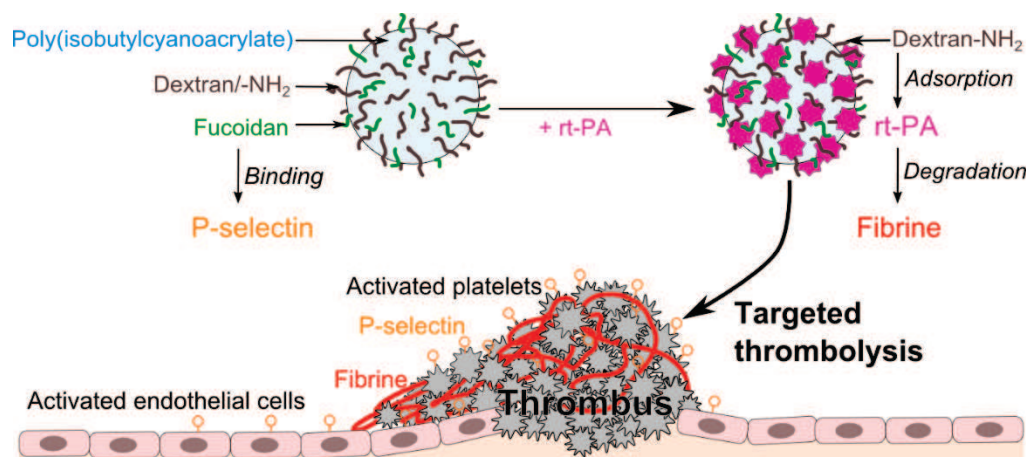 Poly(isobutylcyanoacrylate)
Dextran/-NH₂
Fucoidan
Binding
P-selectin
+ rt-PA
Dextran-NH₂
Adsorption
rt-PA
Degradation
Fibrine
Activated platelets
P-selectin
Fibrine
Thrombus
Targeted
thrombolysis
Activated endothelial cells